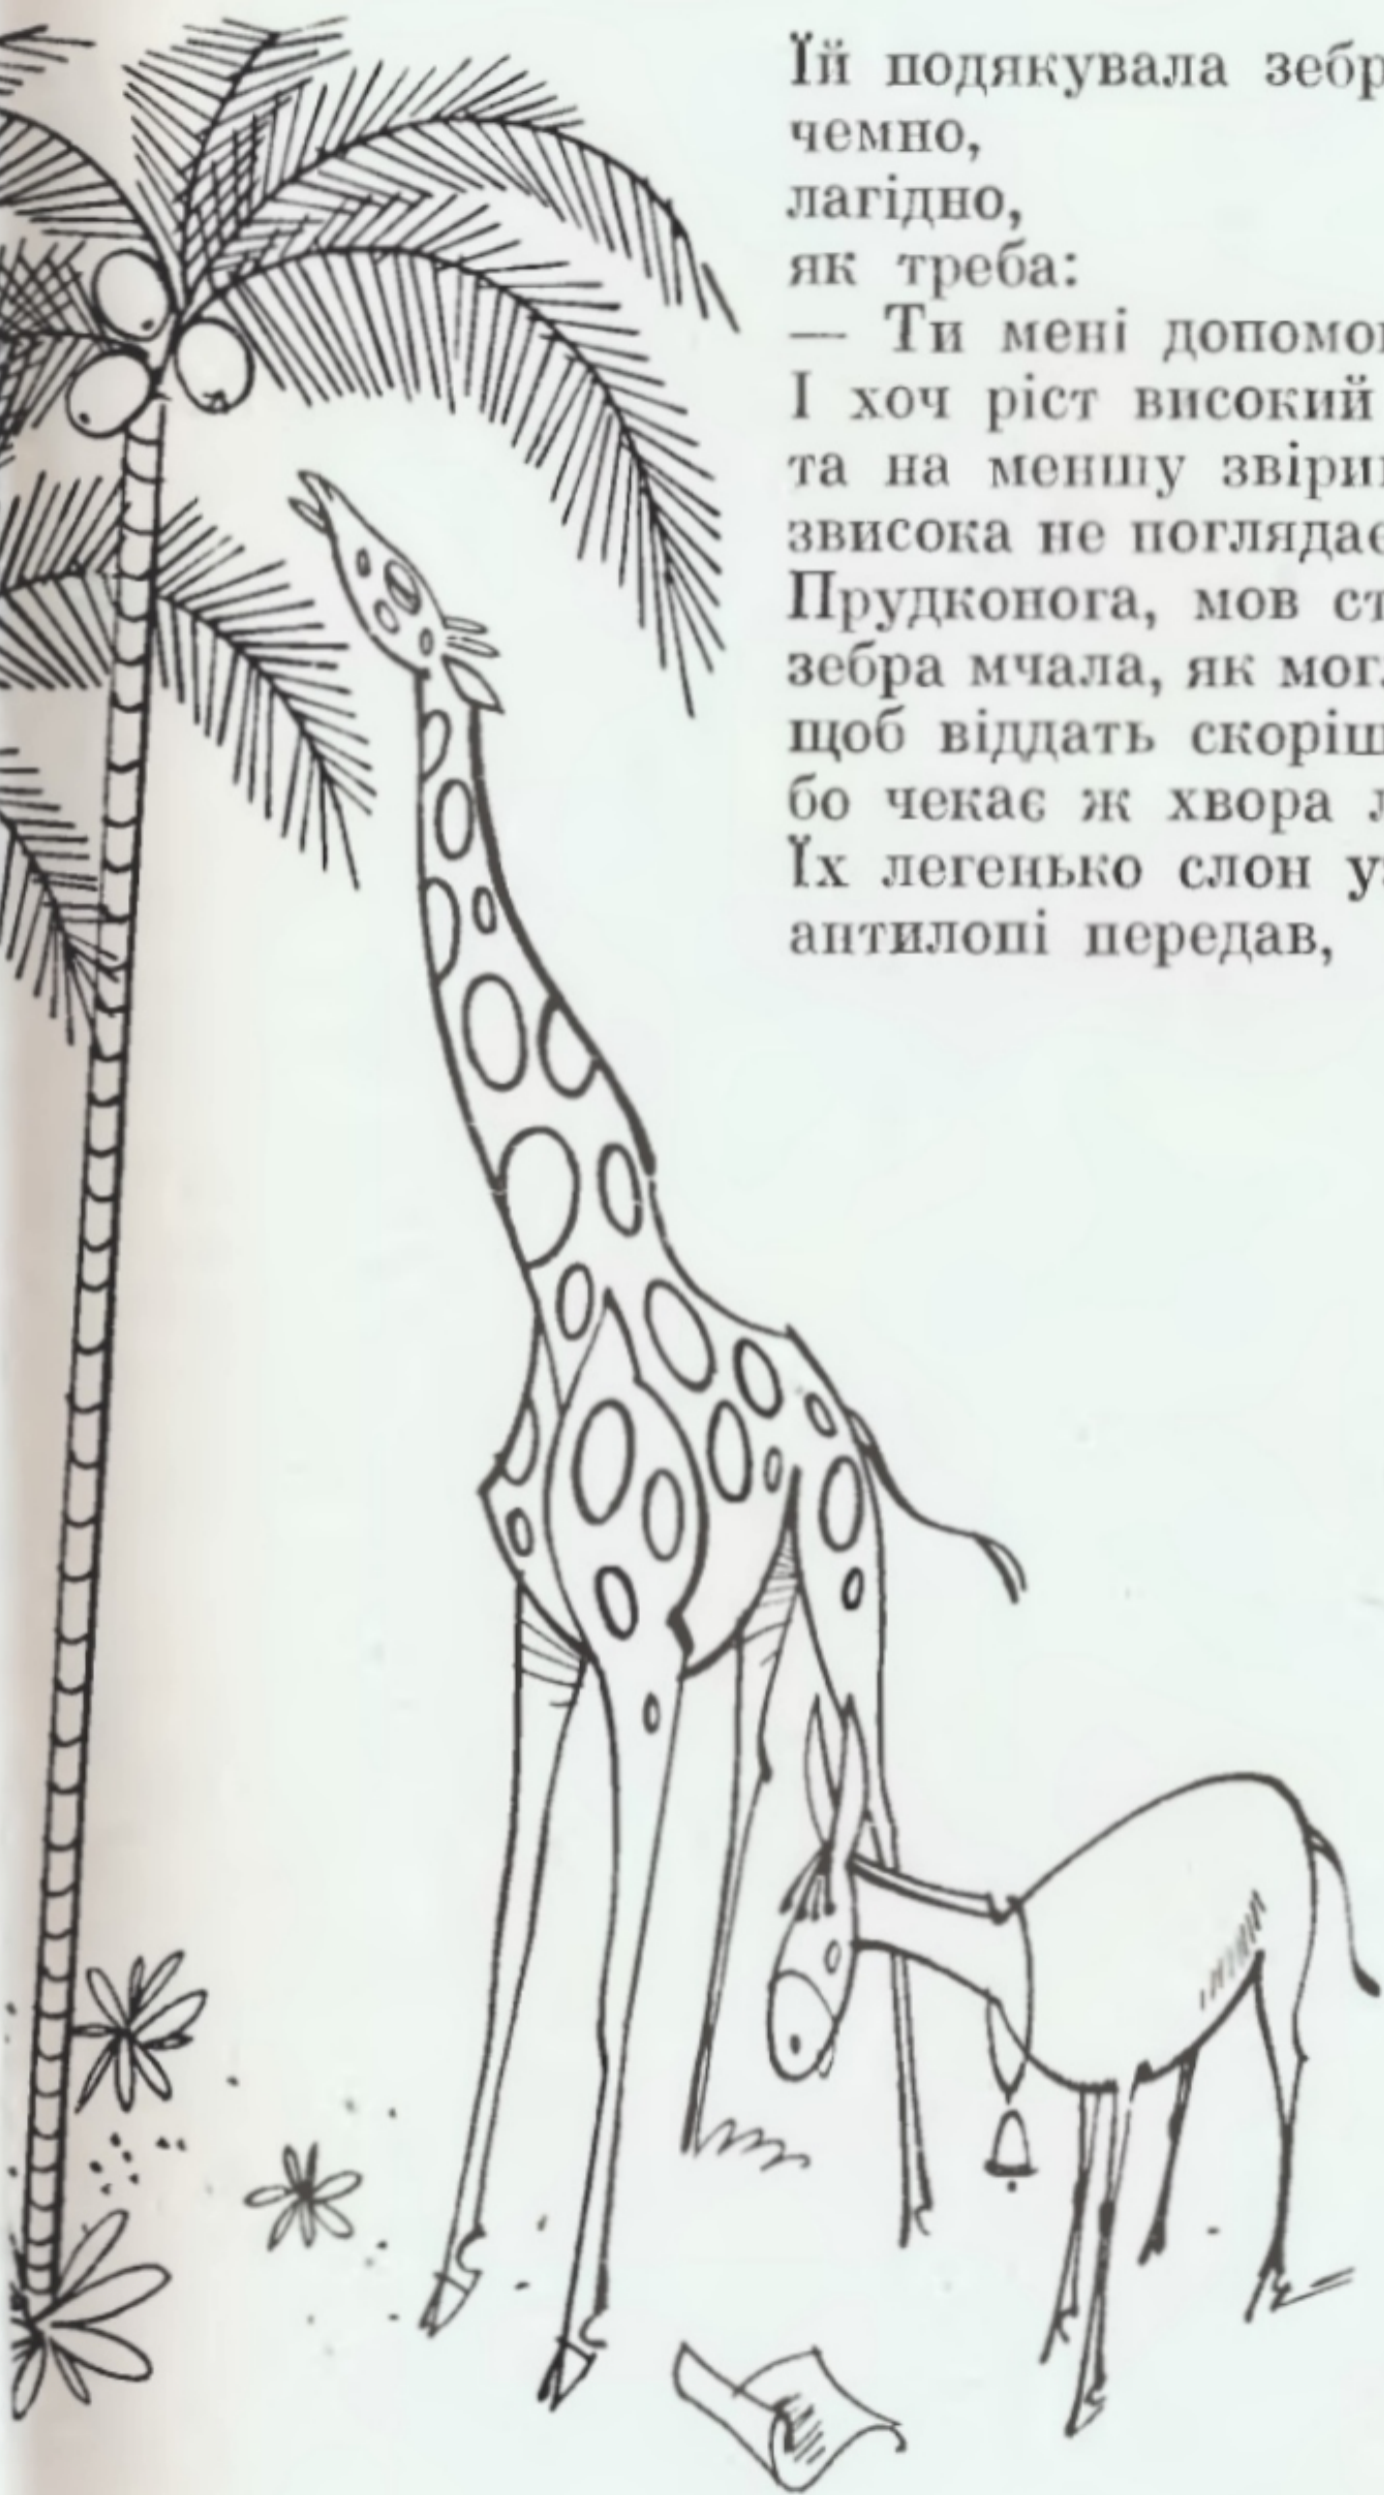 Їй подякувала зебр
чемно,
лагідно,
як треба:
— Ти мені допомо
І хоч ріст високий
та на меншу звірин
звисока не поглядає
Прудконога, мов ст
зебра мчала, як мог
щоб віддать скоріш
бо чекає ж хвора
Їх легенько слон у
антилопі передав,